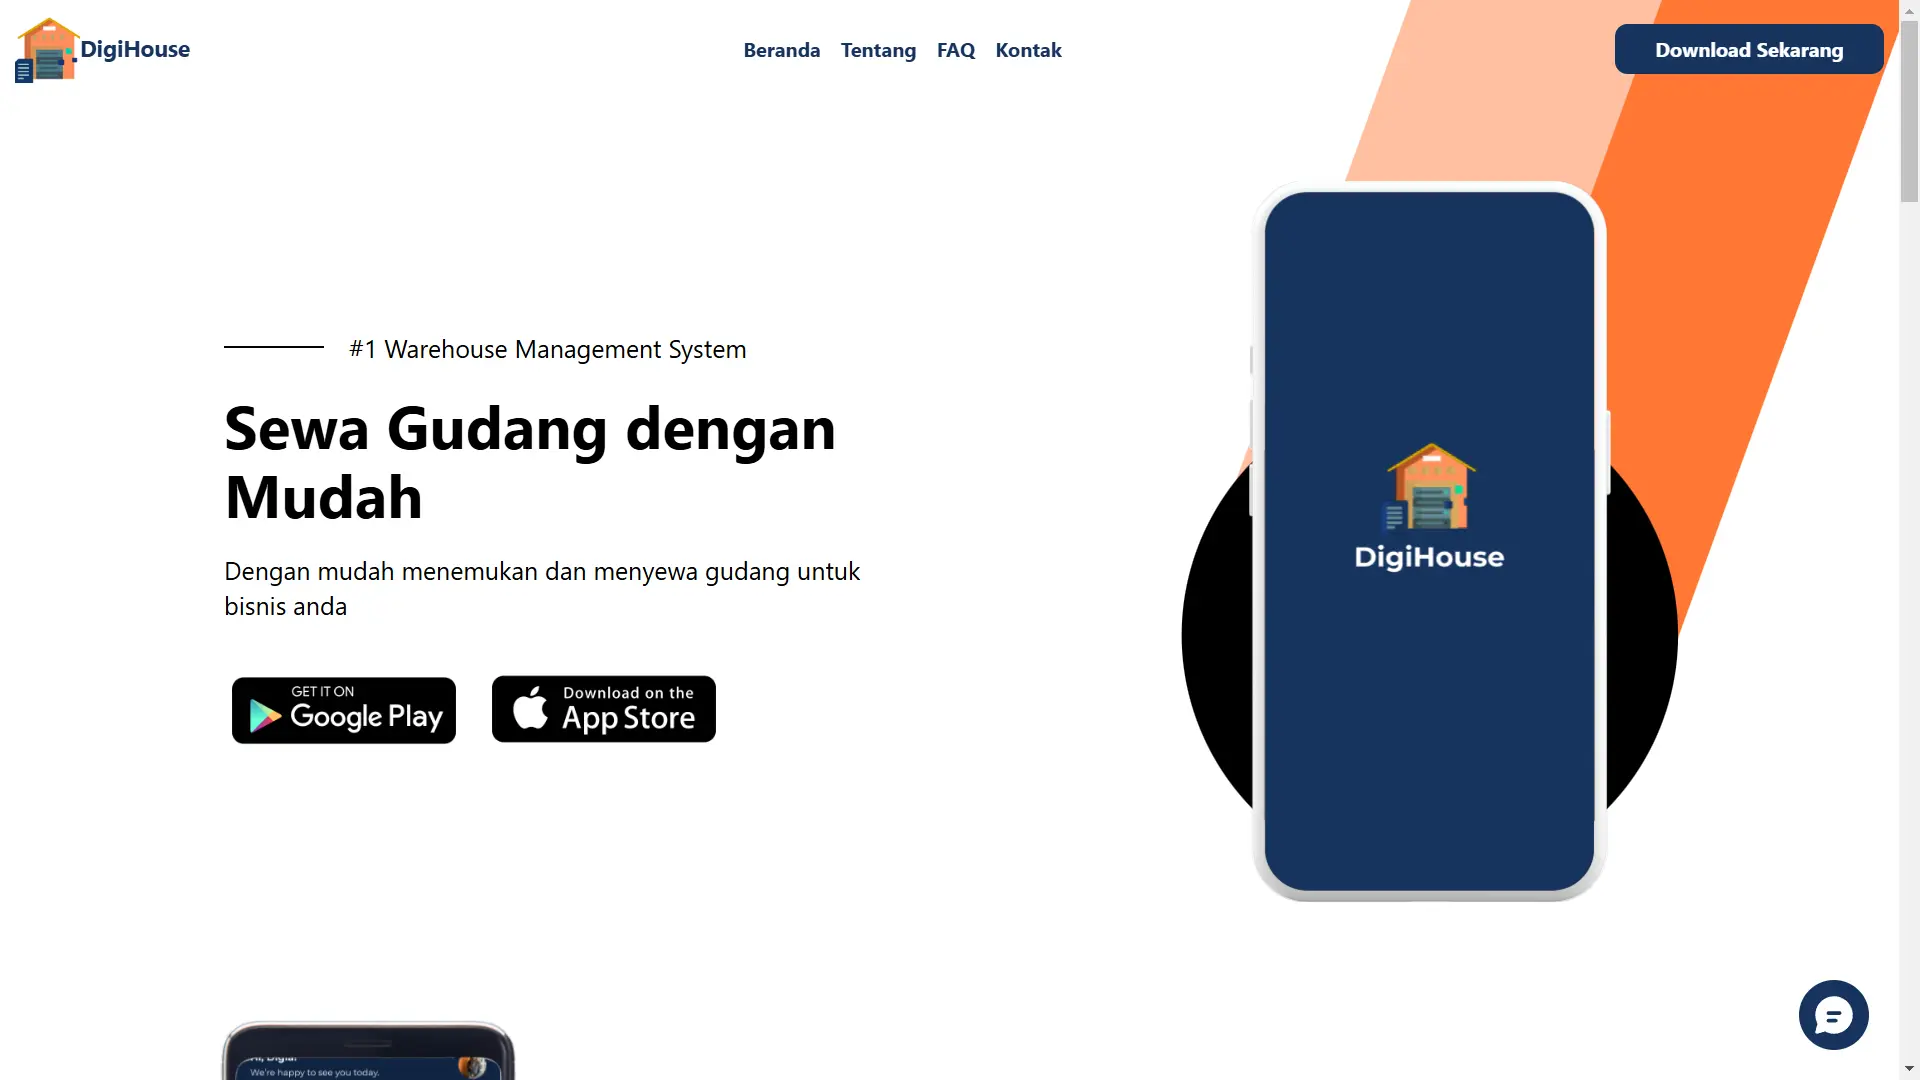 DigiHouse
Beranda Tentang FAQ Kontak
Download Sekarang
#1 Warehouse Management System
Sewa Gudang dengan
Mudah
Dengan mudah menemukan dan menyewa gudang untuk
bisnis anda
GET IT ON
Google Play
Download on the
App Store
DigiHouse
We're happy to see you today.